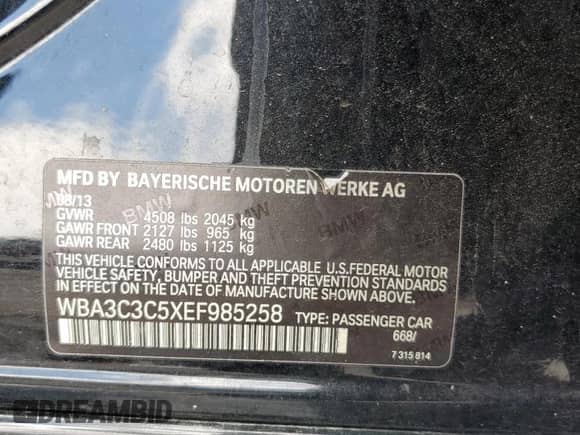 MFD BY BAYERISCHE MOTOREN WERKE AG
08/13
GVWR 4508 lbs 2045 kg
GAWR FRONT 2127 lbs 965 kg
GAWR REAR 2480 lbs 1125 kg
THIS VEHICLE CONFORMS TO ALL APPLICABLE U.S.FEDERAL MOTOR
VEHICLE SAFETY, BUMPER AND THEFT PREVENTION STANDARDS
IN EFFECT ON THE DATE OF MANUFACTURE SHOWN ABOVE.
WBA3C3C5XEF985258 TYPE: PASSENGER CAR
668/
7 315 814
DREAMBID